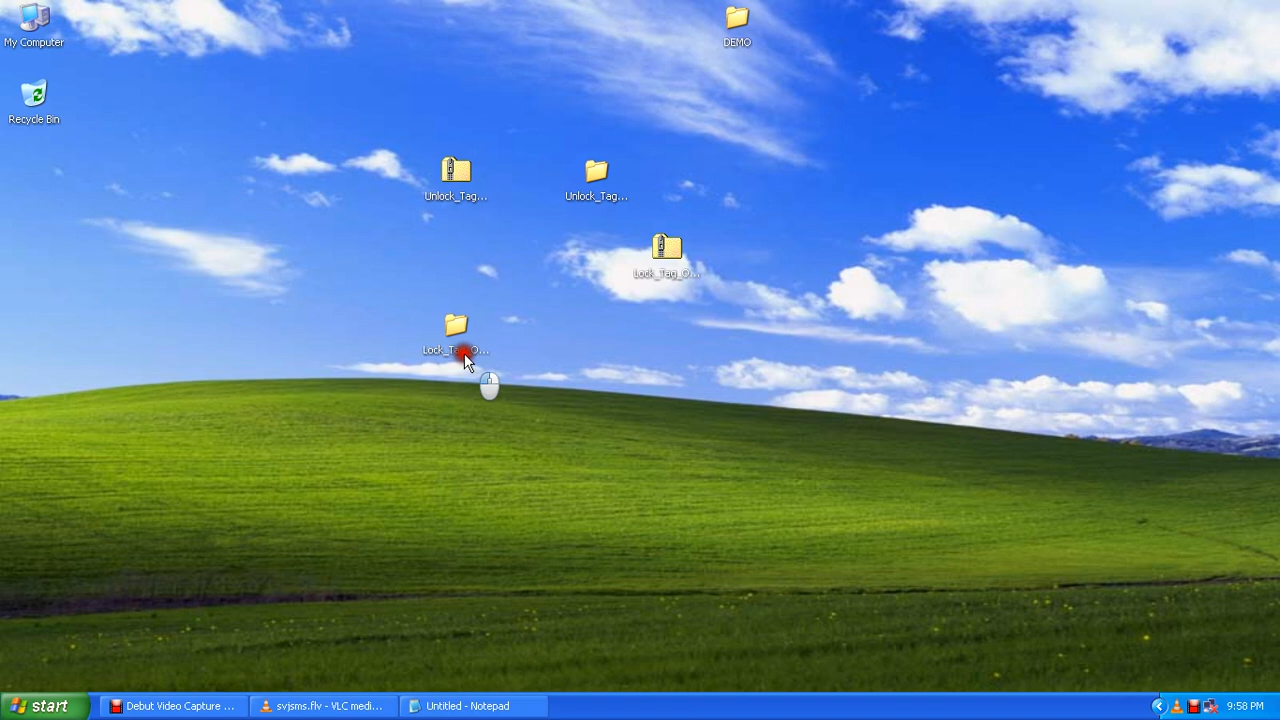 My Computer
DEMO
Recycle Bin
Unlock_Tag...
Unlock_Tag...
Lock_Tag_O...
Lock_Tag_O...
start
Debut Video Capture ...
svjsms.flv - VLC medi...
Untitled - Notepad
9:58 PM